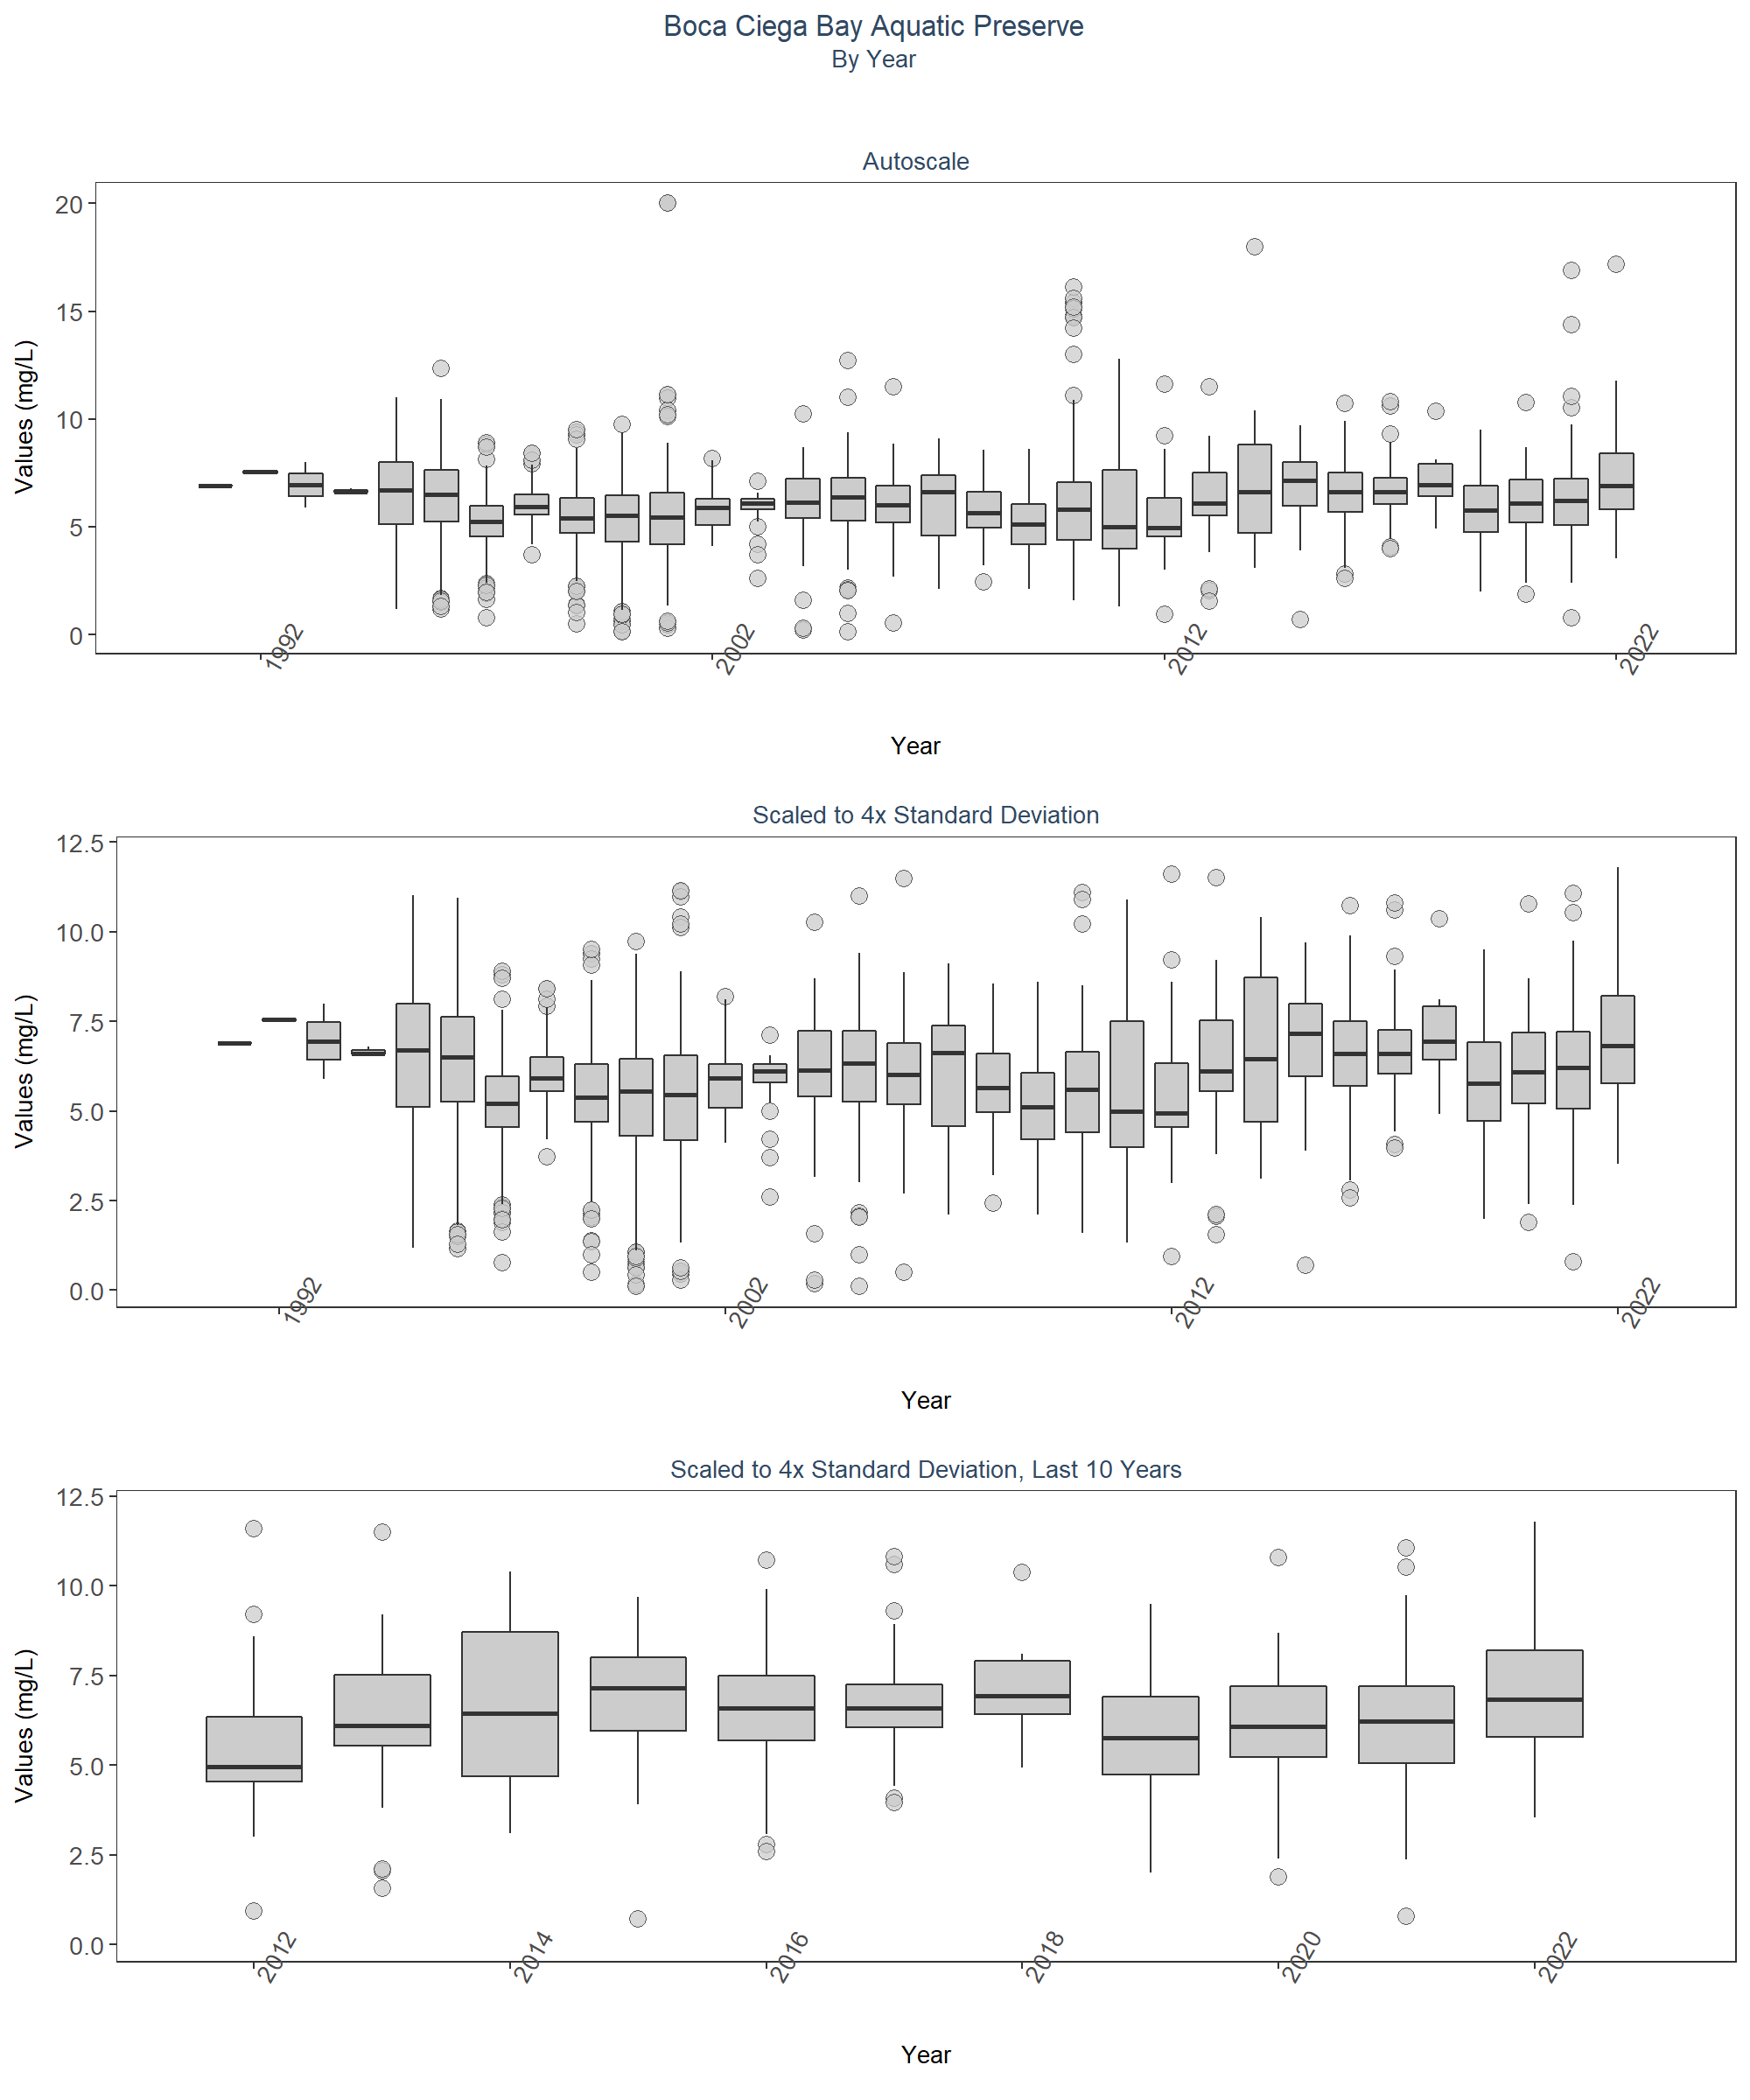 Boca Ciega Bay Aquatic Preserve
By Year
Autoscale
Values (mg/L)
20
15
10
5
0
1992
2002
2012
2022
Year
Scaled to 4x Standard Deviation
Values (mg/L)
12.5
10.0
7.5
5.0
2.5
0.0
1992
2002
2012
2022
Year
Scaled to 4x Standard Deviation, Last 10 Years
Values (mg/L)
12.5
10.0
7.5
5.0
2.5
0.0
2012
2014
2016
2018
2020
2022
Year